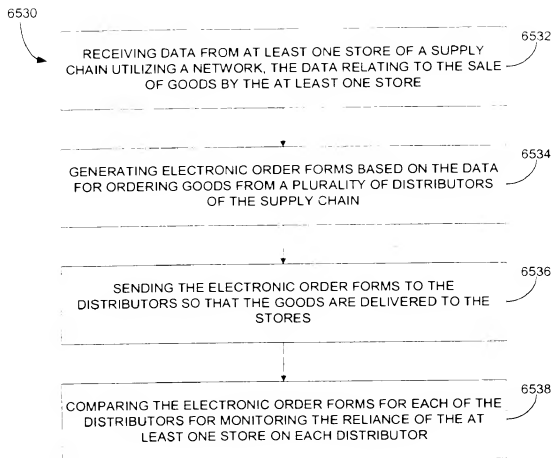 6530
6532
RECEIVING DATA FROM AT LEAST ONE STORE OF A SUPPLY
CHAIN UTILIZING A NETWORK, THE DATA RELATING TO THE SALE
OF GOODS BY THE AT LEAST ONE STORE
6534
GENERATING ELECTRONIC ORDER FORMS BASED ON THE DATA
FOR ORDERING GOODS FROM A PLURALITY OF DISTRIBUTORS
OF THE SUPPLY CHAIN
6536
SENDING THE ELECTRONIC ORDER FORMS TO THE
DISTRIBUTORS SO THAT THE GOODS ARE DELIVERED TO THE
STORES
6538
COMPARING THE ELECTRONIC ORDER FORMS FOR EACH OF THE
DISTRIBUTORS FOR MONITORING THE RELIANCE OF THE AT
LEAST ONE STORE ON EACH DISTRIBUTOR